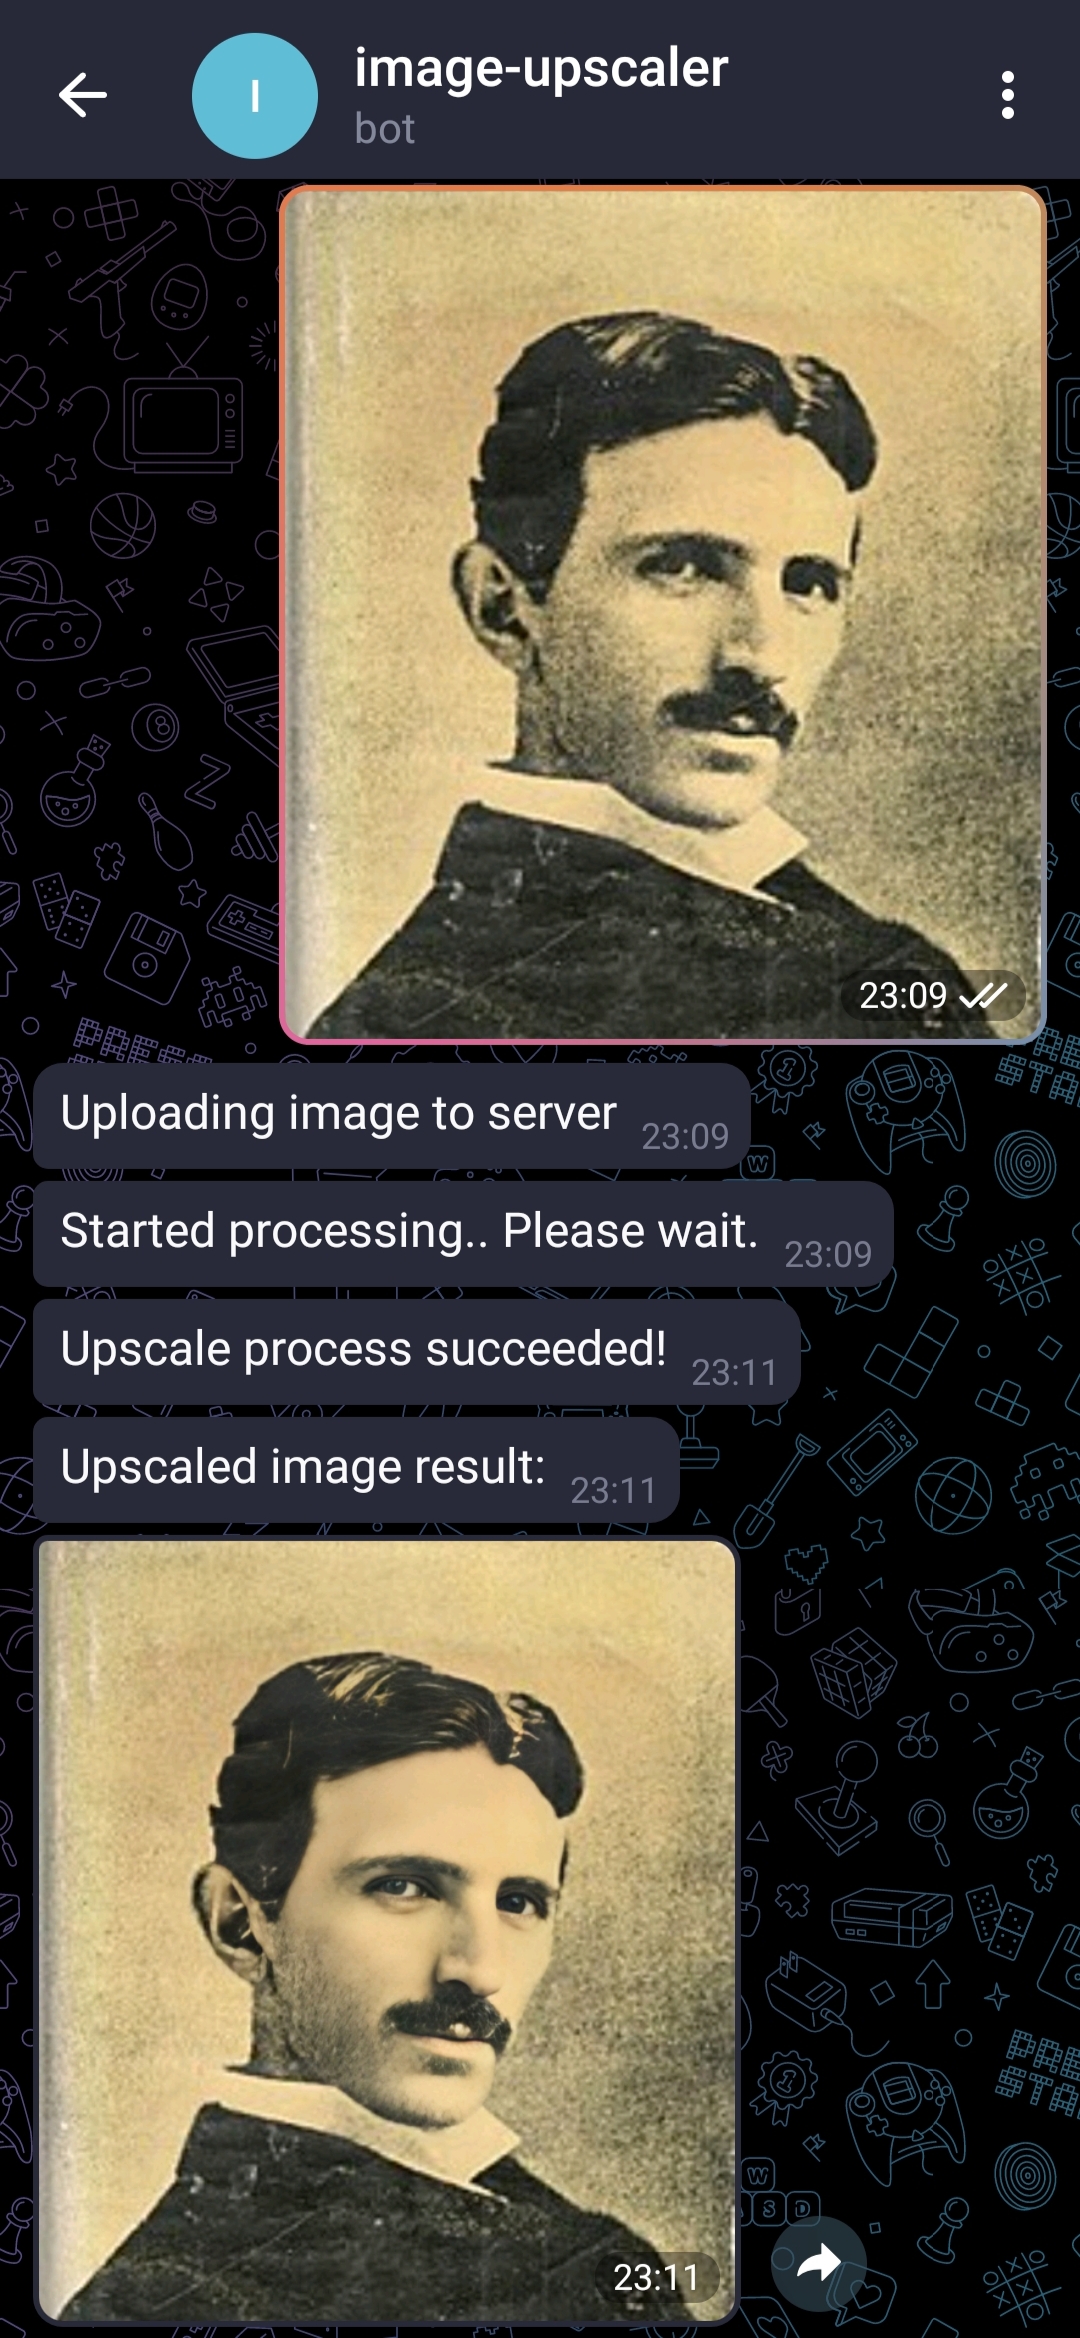 I
image-upscaler
bot
23:09
Uploading image to server 23:09
Started processing.. Please wait. 23:09
Upscale process succeeded! 23:11
Upscaled image result: 23:11
23:11